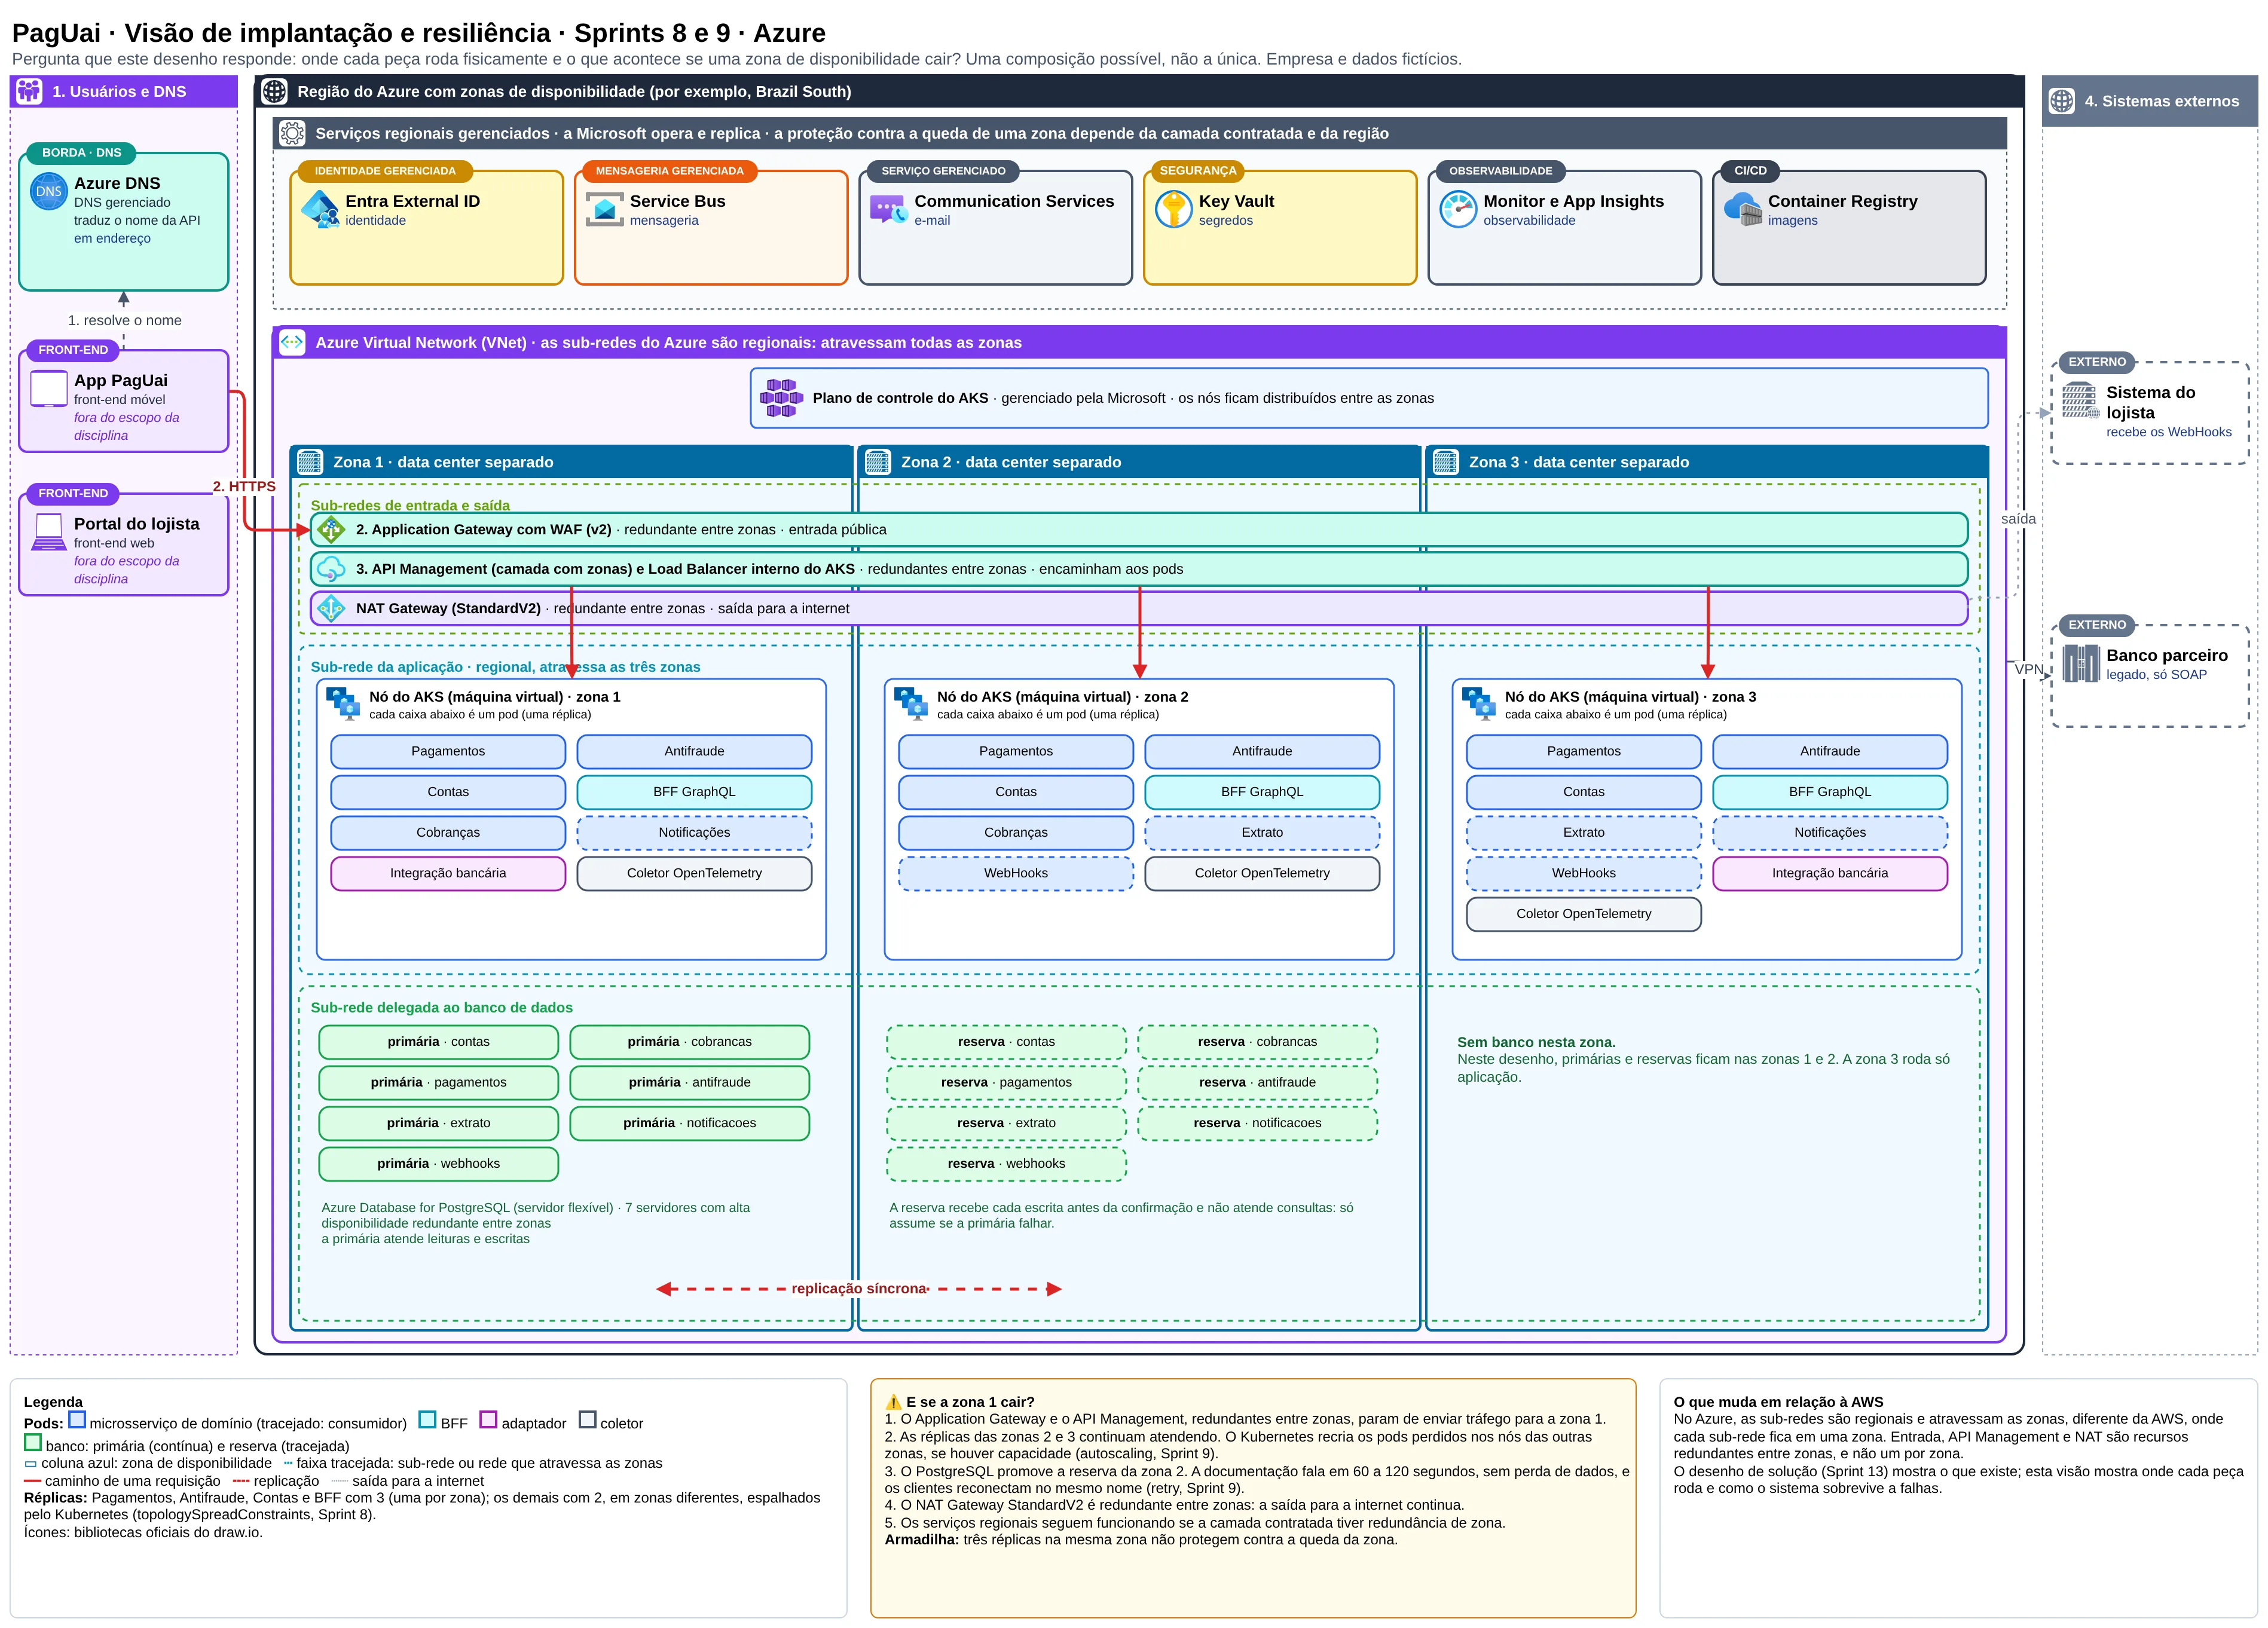 PagUai · Visão de implantação e resiliência · Sprints 8 e 9 · Azure
Pergunta que este desenho responde: onde cada peça roda fisicamente e o que acontece se uma zona de disponibilidade cair? Uma composição possível, não a única. Empresa e dados fictícios.
1. Usuários e DNS
BORDA · DNS
DNS
Azure DNS
DNS gerenciado
traduz o nome da API
em endereço
1. resolve o nome
FRONT-END
App PagUai
front-end móvel
fora do escopo da
disciplina
2. HTTPS
FRONT-END
Portal do lojista
front-end web
fora do escopo da
disciplina
Região do Azure com zonas de disponibilidade (por exemplo, Brazil South)
Serviços regionais gerenciados · a Microsoft opera e replica · a proteção contra a queda de uma zona depende da camada contratada e da região
IDENTIDADE GERENCIADA
Entra External ID
identidade
MENSAGERIA GERENCIADA
Service Bus
mensageria
SERVIÇO GERENCIADO
Communication Services
e-mail
SEGURANÇA
Key Vault
segredos
OBSERVABILIDADE
Monitor e App Insights
observabilidade
CI/CD
Container Registry
imagens
Azure Virtual Network (VNet) · as sub-redes do Azure são regionais: atravessam todas as zonas
Plano de controle do AKS · gerenciado pela Microsoft · os nós ficam distribuídos entre as zonas
Zona 1 · data center separado
Zona 2 · data center separado
Zona 3 · data center separado
Sub-redes de entrada e saída
2. Application Gateway com WAF (v2) · redundante entre zonas · entrada pública
3. API Management (camada com zonas) e Load Balancer interno do AKS · redundantes entre zonas · encaminham aos pods
NAT Gateway (StandardV2) · redundante entre zonas · saída para a internet
Sub-rede da aplicação · regional, atravessa as três zonas
Nó do AKS (máquina virtual) · zona 1
cada caixa abaixo é um pod (uma réplica)
Pagamentos
Antifraude
Contas
BFF GraphQL
Cobranças
Notificações
Integração bancária
Coletor OpenTelemetry
Nó do AKS (máquina virtual) · zona 2
cada caixa abaixo é um pod (uma réplica)
Pagamentos
Antifraude
Contas
BFF GraphQL
Cobranças
Extrato
WebHooks
Coletor OpenTelemetry
Nó do AKS (máquina virtual) · zona 3
cada caixa abaixo é um pod (uma réplica)
Pagamentos
Antifraude
Contas
BFF GraphQL
Extrato
Notificações
WebHooks
Integração bancária
Coletor OpenTelemetry
Sub-rede delegada ao banco de dados
primária · contas
primária · cobrancas
primária · pagamentos
primária · antifraude
primária · extrato
primária · notificacoes
primária · webhooks
Azure Database for PostgreSQL (servidor flexível) · 7 servidores com alta
disponibilidade redundante entre zonas
a primária atende leituras e escritas
reserva · contas
reserva · cobrancas
reserva · pagamentos
reserva · antifraude
reserva · extrato
reserva · notificacoes
reserva · webhooks
A reserva recebe cada escrita antes da confirmação e não atende consultas: só
assume se a primária falhar.
Sem banco nesta zona.
Neste desenho, primárias e reservas ficam nas zonas 1 e 2. A zona 3 roda só
aplicação.
replicação síncrona
4. Sistemas externos
EXTERNO
Sistema do
lojista
recebe os WebHooks
saída
EXTERNO
Banco parceiro
legado, só SOAP
VPN
Legenda
Pods: microsserviço de domínio (tracejado: consumidor) BFF adaptador coletor
banco: primária (contínua) e reserva (tracejada)
coluna azul: zona de disponibilidade faixa tracejada: sub-rede ou rede que atravessa as zonas
caminho de uma requisição replicação saída para a internet
Réplicas: Pagamentos, Antifraude, Contas e BFF com 3 (uma por zona); os demais com 2, em zonas diferentes, espalhados
pelo Kubernetes (topologySpreadConstraints, Sprint 8).
Ícones: bibliotecas oficiais do draw.io.
⚠️ E se a zona 1 cair?
1. O Application Gateway e o API Management, redundantes entre zonas, param de enviar tráfego para a zona 1.
2. As réplicas das zonas 2 e 3 continuam atendendo. O Kubernetes recria os pods perdidos nos nós das outras
zonas, se houver capacidade (autoscaling, Sprint 9).
3. O PostgreSQL promove a reserva da zona 2. A documentação fala em 60 a 120 segundos, sem perda de dados, e
os clientes reconectam no mesmo nome (retry, Sprint 9).
4. O NAT Gateway StandardV2 é redundante entre zonas: a saída para a internet continua.
5. Os serviços regionais seguem funcionando se a camada contratada tiver redundância de zona.
Armadilha: três réplicas na mesma zona não protegem contra a queda da zona.
O que muda em relação à AWS
No Azure, as sub-redes são regionais e atravessam as zonas, diferente da AWS, onde
cada sub-rede fica em uma zona. Entrada, API Management e NAT são recursos
redundantes entre zonas, e não um por zona.
O desenho de solução (Sprint 13) mostra o que existe; esta visão mostra onde cada peça
roda e como o sistema sobrevive a falhas.